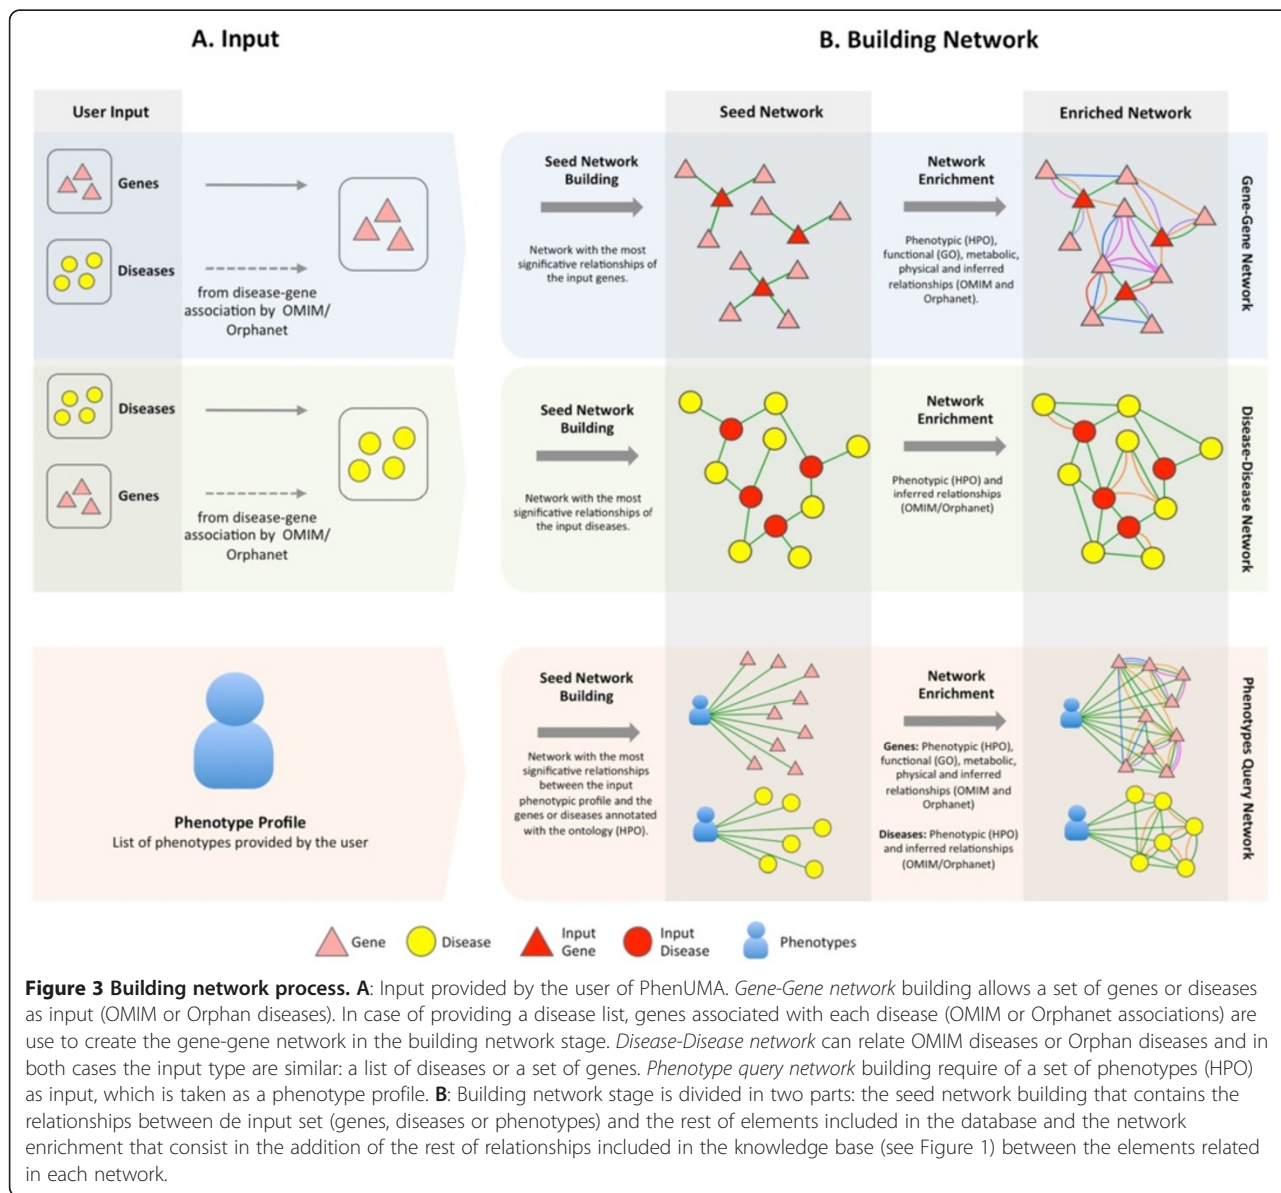 A. Input
B. Building Network
User Input
Seed Network
Enriched Network
Genes
Diseases
from disease-gene
association by OMIM/
Orphanet
Seed Network
Building
Network with the most
significative relationships of
the input genes.
Network
Enrichment
Phenotypic (HPO),
functional (GO), metabolic,
physical and inferred
relationships (OMIM and
Orphanet).
Gene-Gene Network
Diseases
Genes
from disease-gene
association by OMIM/
Orphanet
Seed Network
Building
Network with the most
significative relationships of
the input diseases.
Network
Enrichment
Phenotypic (HPO) and
inferred relationships
(OMIM/Orphanet)
Disease-Disease Network
Phenotype Profile
List of phenotypes provided by the user
Seed Network
Building
Network with the most
significative relationships
between the input
phenotypic profile and the
genes or diseases annotated
with the ontology (HPO).
Network
Enrichment
Genes: Phenotypic (HPO),
functional (GO), metabolic,
physical and inferred
relationships (OMIM and
Orphanet)
Diseases: Phenotypic (HPO)
and inferred relationships
(OMIM/Orphanet)
Phenotypes Query Network
Gene
Disease
Input
Gene
Input
Disease
Phenotypes
Figure 3 Building network process. A: Input provided by the user of PhenUMA. Gene-Gene network building allows a set of genes or diseases
as input (OMIM or Orphan diseases). In case of providing a disease list, genes associated with each disease (OMIM or Orphanet associations) are
use to create the gene-gene network in the building network stage. Disease-Disease network can relate OMIM diseases or Orphan diseases and in
both cases the input type are similar: a list of diseases or a set of genes. Phenotype query network building require of a set of phenotypes (HPO)
as input, which is taken as a phenotype profile. B: Building network stage is divided in two parts: the seed network building that contains the
relationships between de input set (genes, diseases or phenotypes) and the rest of elements included in the database and the network
enrichment that consist in the addition of the rest of relationships included in the knowledge base (see Figure 1) between the elements related
in each network.